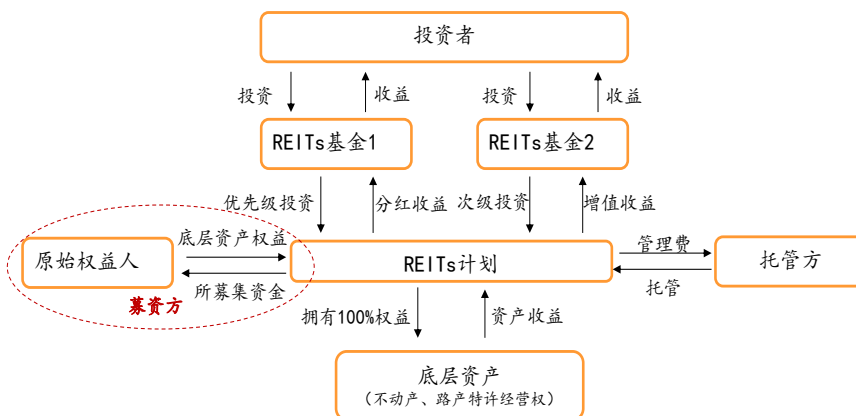 投资者
投资
收益
投资
收益
REITs基金1
REITs基金2
优先级投资
分红收益
次级投资
增值收益
底层资产权益
管理费
原始权益人
REITs计划
托管方
所募集资金
托管
募资方
拥有100%权益
资产收益
底层资产
（不动产、路产特许经营权）